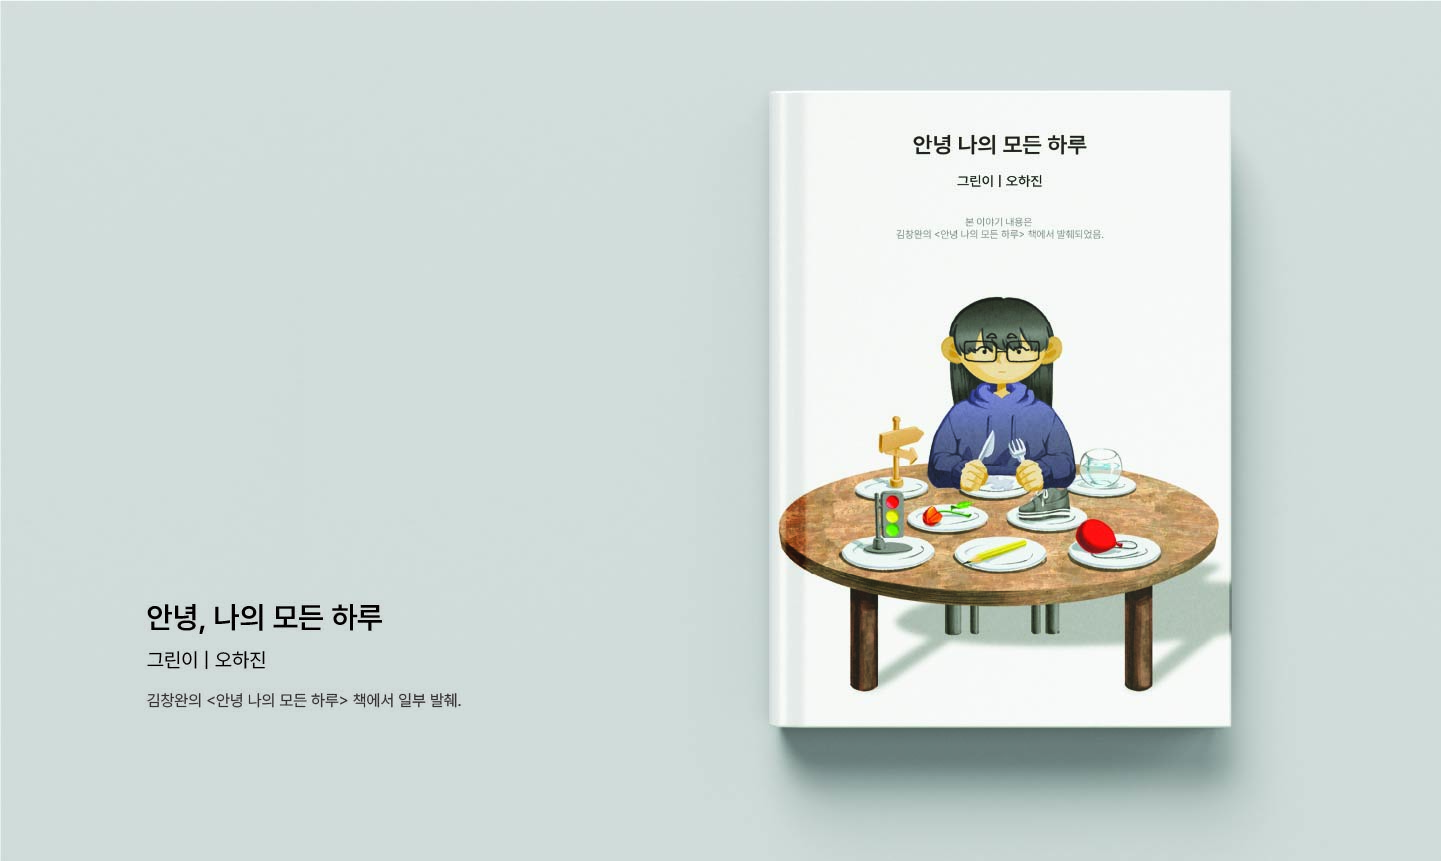 안녕, 나의 모든 하루
그린이 | 오하진
김창완의 <안녕 나의 모든 하루> 책에서 일부 발췌.
안녕 나의 모든 하루
그린이 | 오하진
본 이야기 내용은
김창완의 <안녕 나의 모든 하루> 책에서 발췌되었음.